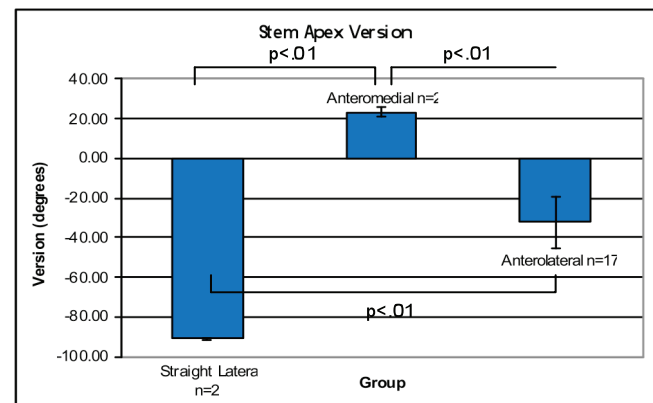 Stem Apex Version
p<.01
p<.01
40.00
20.00
0.00
-20.00
-40.00
-60.00
-80.00
-100.00
Version (degrees)
Anteromedial n=2
Anterolateral n=17
p<.01
Straight Latera
n=2
Group